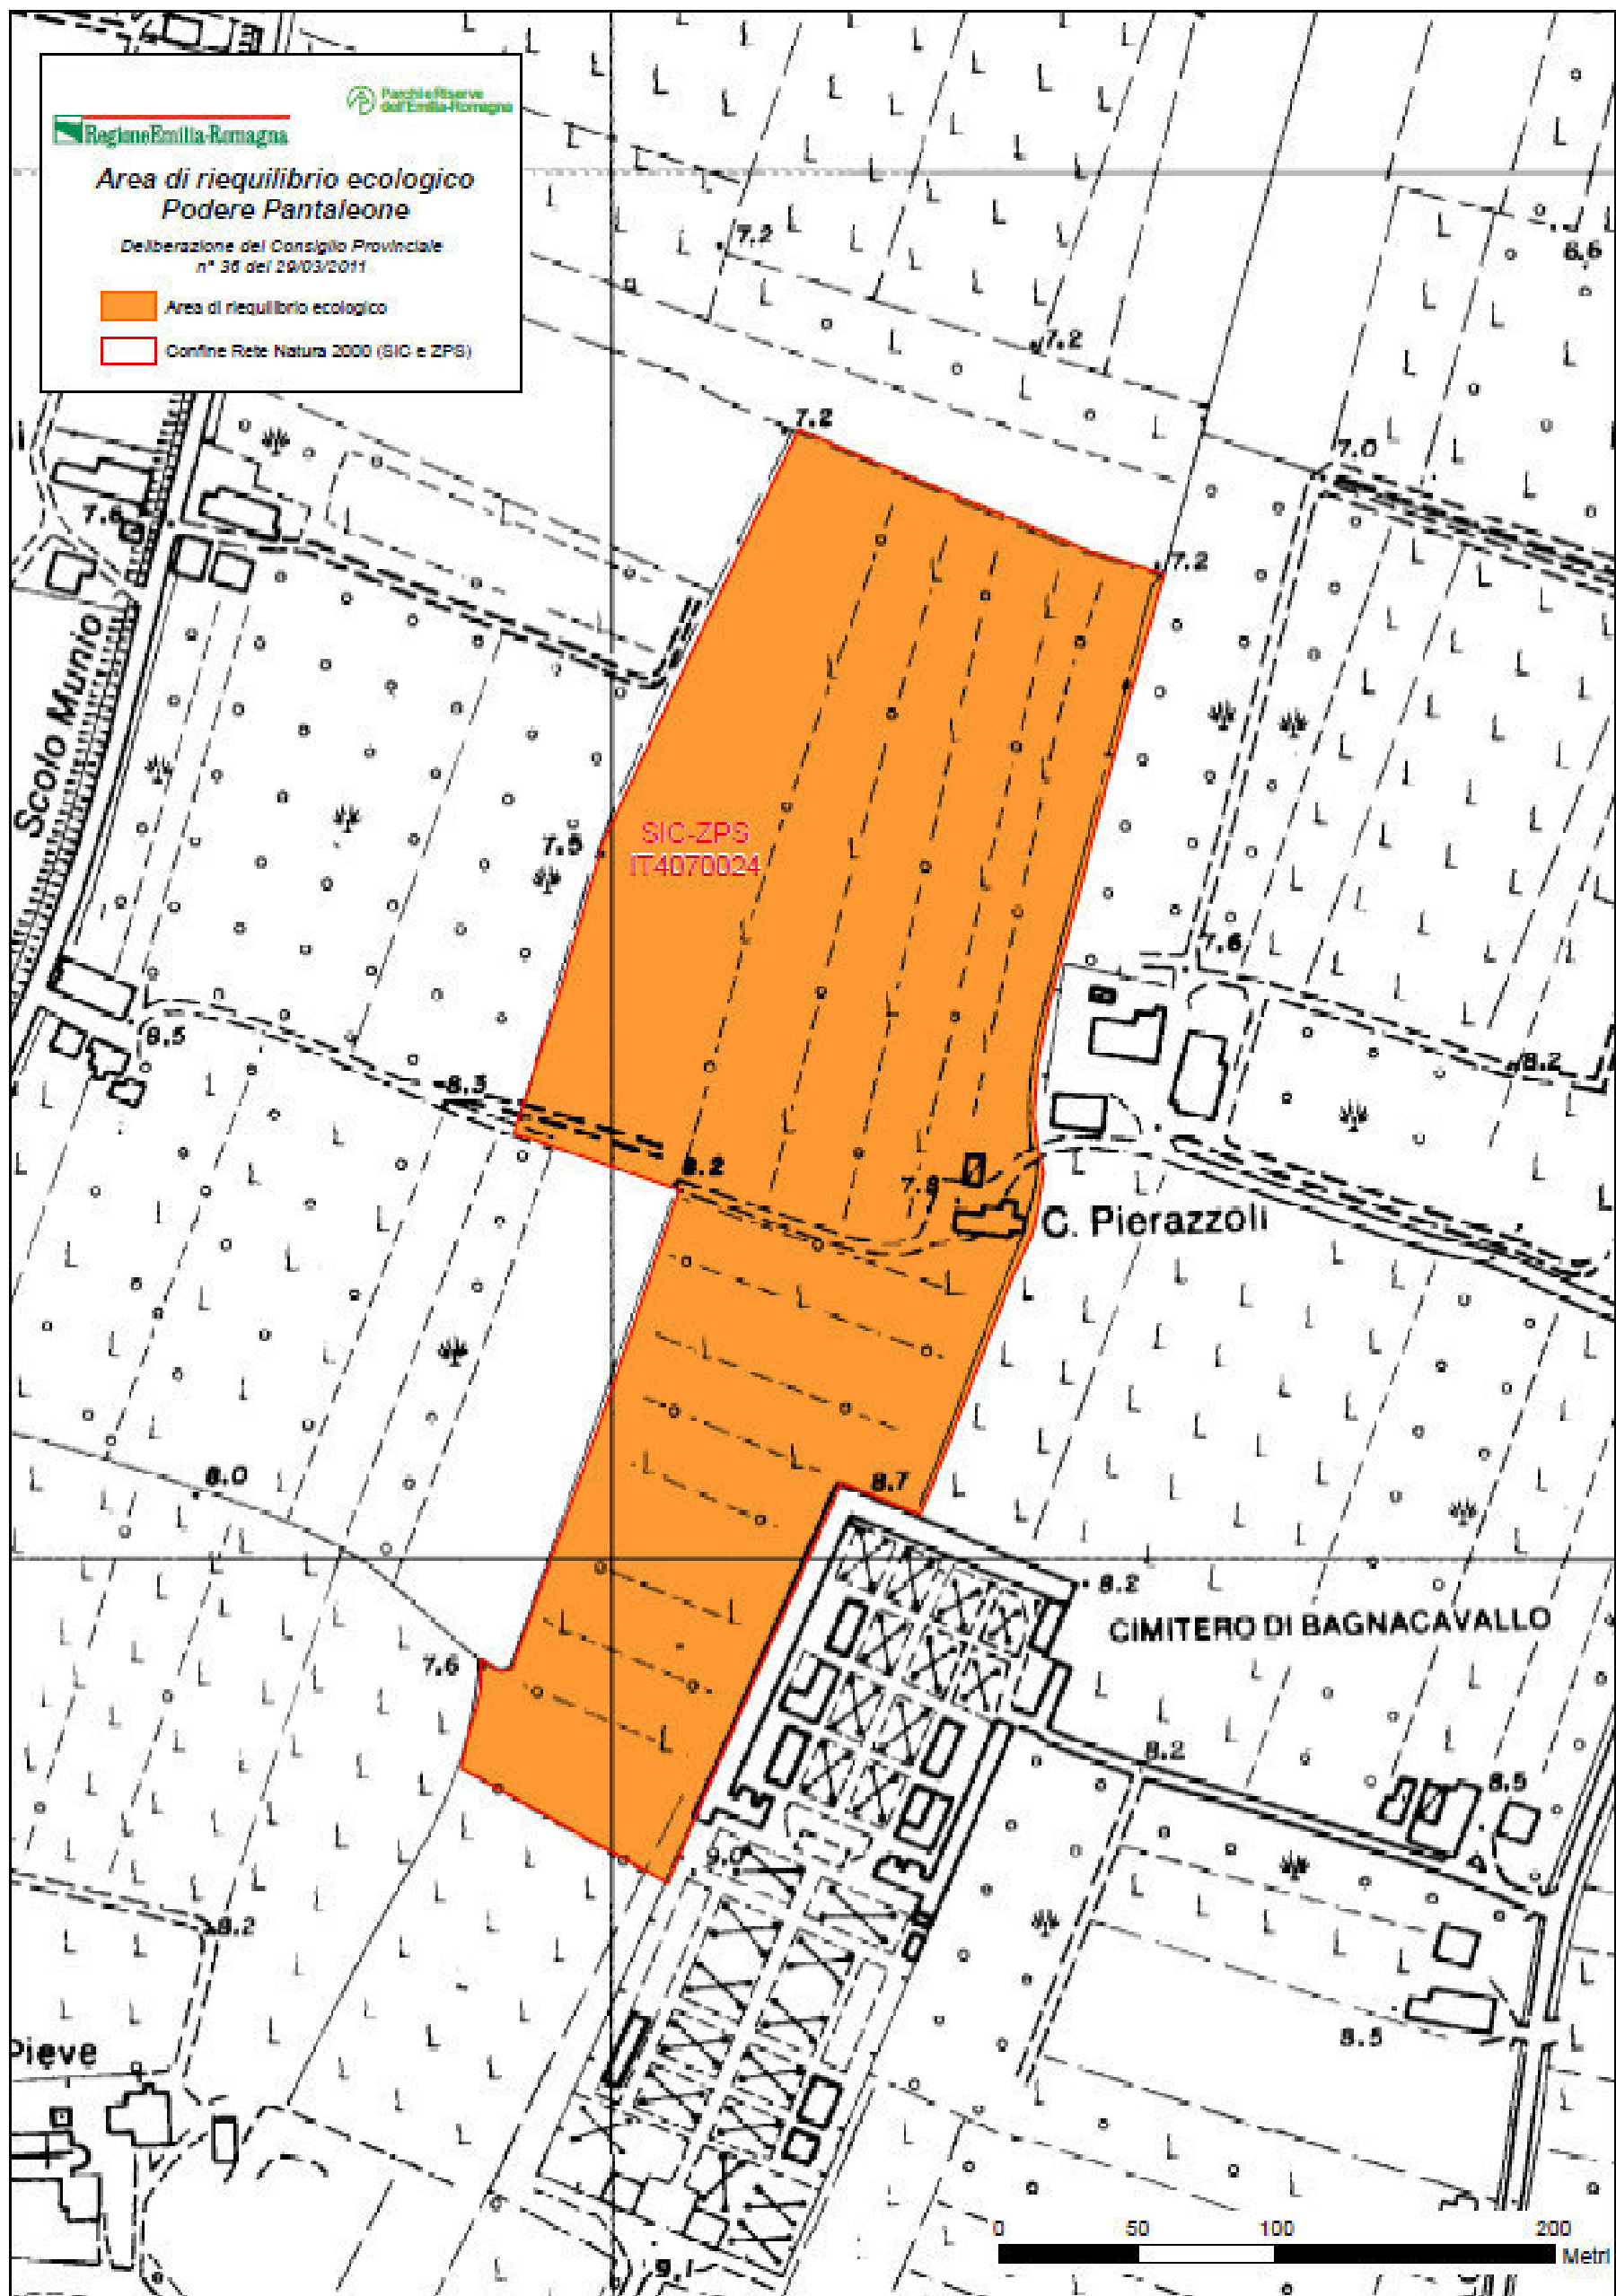 Parchi e Riserve
dell'Emilia-Romagna
RegioneEmilia-Romagna
Area di riequilibrio ecologico
Podere Pantaleone
Deliberazione del Consiglio Provinciale
n° 36 del 29/03/2011
Area di riequilibrio ecologico
Confine Rete Natura 2000 (SIC e ZPS)
7.2
6.6
7.2
7.2
7.0
7.6
7.2
Scolo Munio
SIC-ZPS
IT4070024
7.5
7.6
8.5
8.3
8.2
8.2
7.9
C. Pierazzoli
8.0
8.7
8.2
CIMITERO DI BAGNACAVALLO
7.6
8.2
8.5
9.0
8.2
8.5
Pieve
9.1
0 50 100 200
Metri